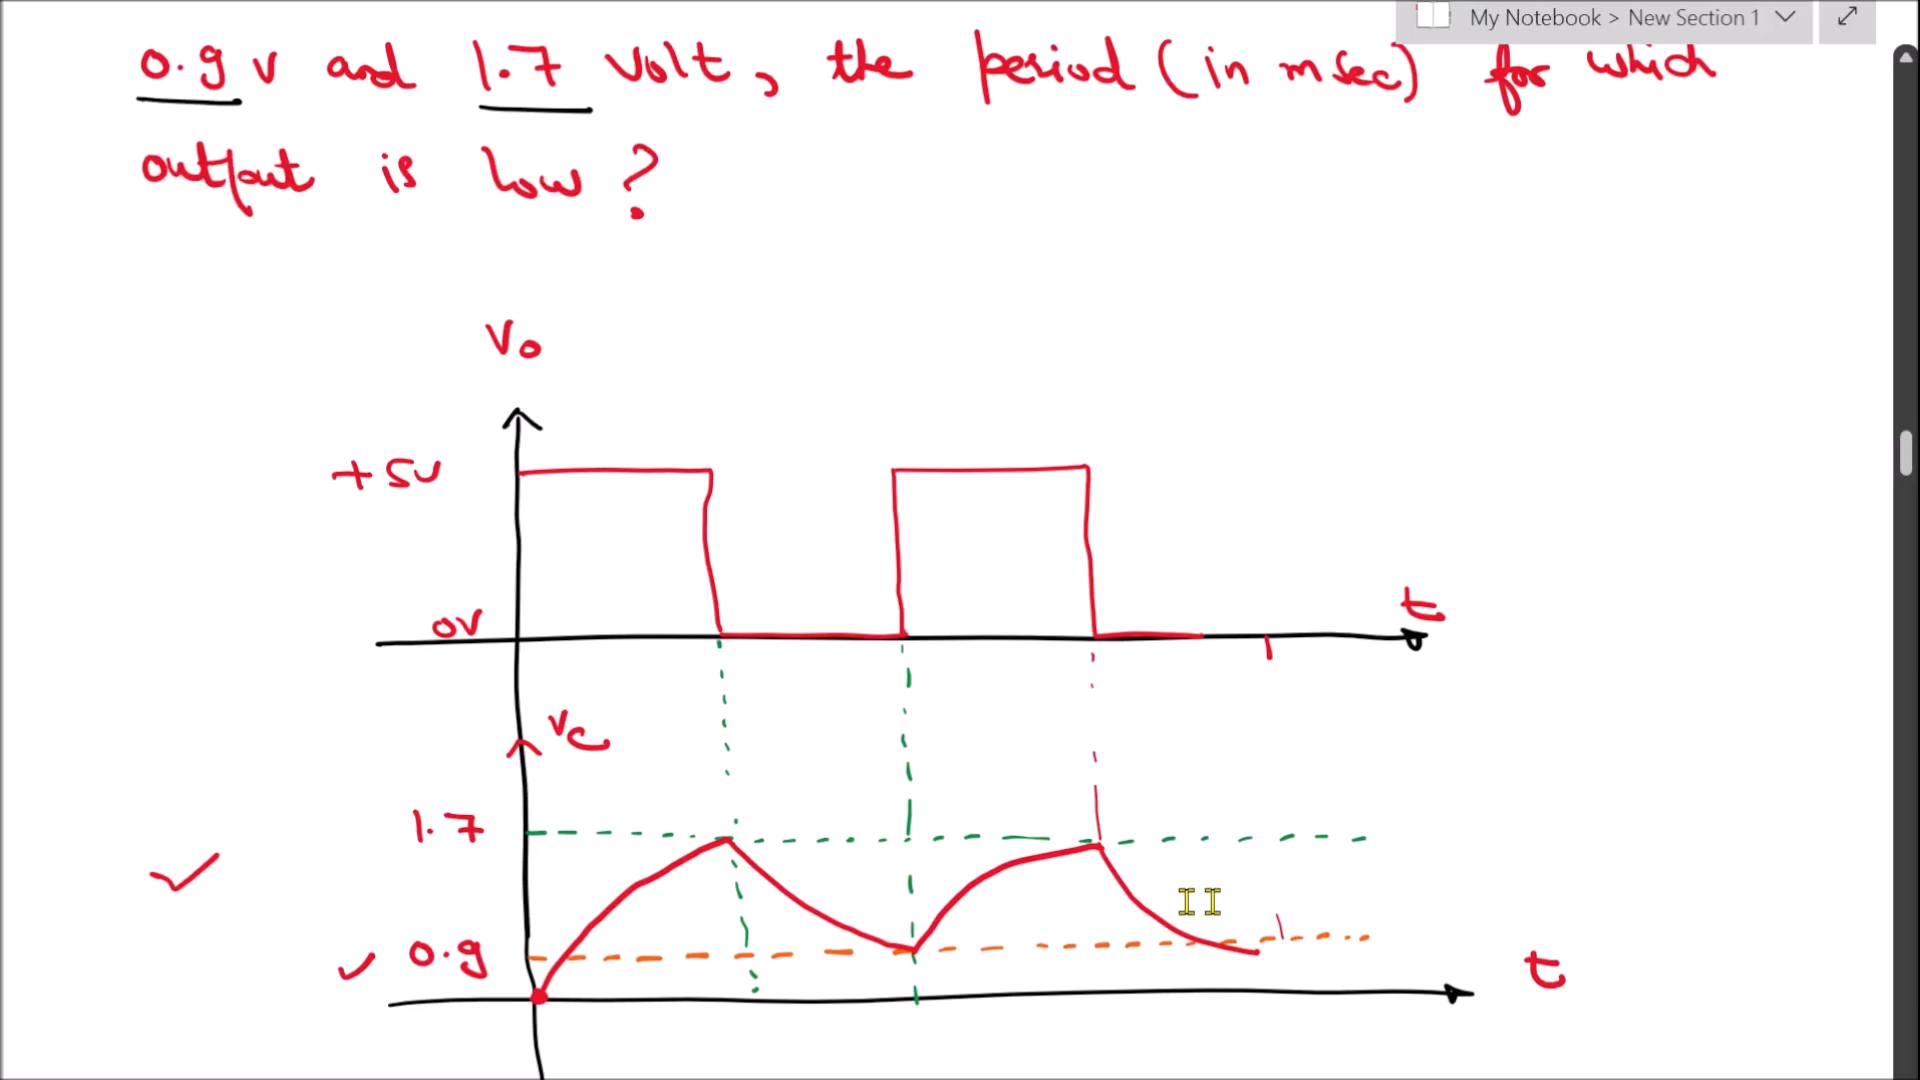 My Notebook > New Section 1
0.9 v and 1.7 Volt, the period (in msec) for which
output is low?
Vo
+5v
0v
t
Vc
1.7
0.9
t